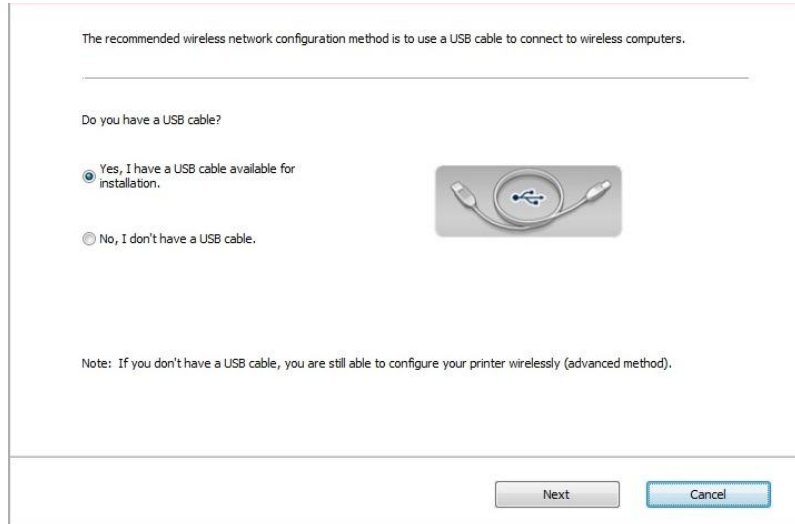 The recommended wireless network configuration method is to use a USB cable to connect to wireless computers.
Do you have a USB cable?
Yes, I have a USB cable available for
installation.
No, I don't have a USB cable.
Note: If you don't have a USB cable, you are still able to configure your printer wirelessly (advanced method).
Next
Cancel